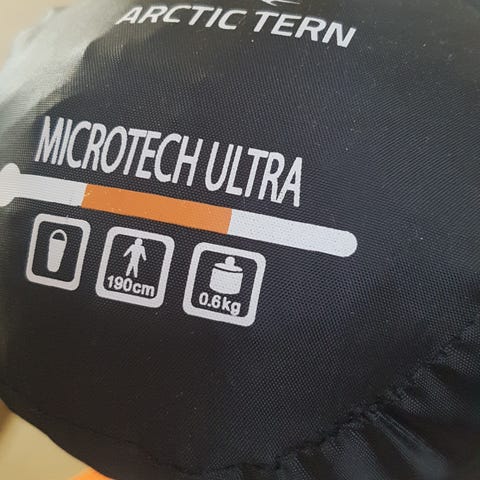 ARCTIC TERN
MICROTECH ULTRA
190cm
0.6kg